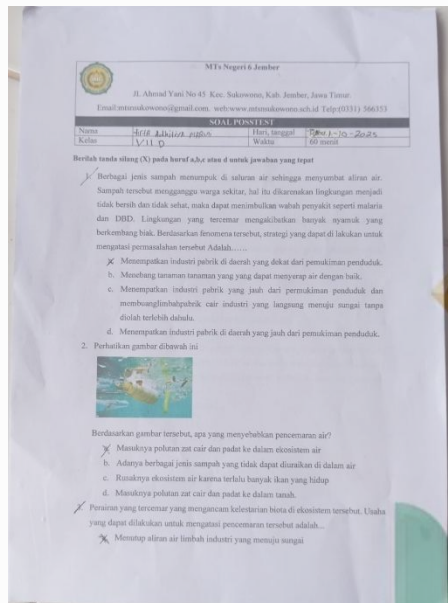 MTs Negeri 6 Jember
Jl. Ahmad Yani No 45 Kec. Sukowono, Kab. Jember, Jawa Timur.
Email:mtsnsukowono@gmail.com. web:www.mtsnsukowono.sch.id Telp:(0331) 566353
SOAL POSSTEST
Nama Hari, tanggal
Kelas VII D Waktu 60 menit
Berilah tanda silang (X) pada huruf a,b,c atau d untuk jawaban yang tepat
1. Berbagai jenis sampah menumpuk di saluran air sehingga menyumbat aliran air.
Sampah tersebut mengganggu warga sekitar, hal itu dikarenakan lingkungan menjadi
tidak bersih dan tidak sehat, maka dapat menimbulkan wabah penyakit seperti malaria
dan DBD. Lingkungan yang tercemar mengakibatkan banyak nyamuk yang
berkembang biak. Berdasarkan fenomena tersebut, strategi yang dapat di lakukan untuk
mengatasi permasalahan tersebut Adalah......
Menempatkan industri pabrik di daerah yang dekat dari pemukiman penduduk.
b. Menebang tanaman tanaman yang yang dapat menyerap air dengan baik.
c. Menempatkan industri pebrik yang jauh dari permukiman penduduk dan
membuanglimbahpabrik cair industri yang langsung menuju sungai tanpa
diolah terlebih dahulu.
d. Menempatkan industri pabrik di daerah yang jauh dari pemukiman penduduk.
2. Perhatikan gambar dibawah ini
Berdasarkan gambar tersebut, apa yang menyebabkan pencemaran air?
Masuknya polutan zat cair dan padat ke dalam ekosistem air
b. Adanya berbagai jenis sampah yang tidak dapat diuraikan di dalam air
c. Rusaknya ekosistem air karena terlalu banyak ikan yang hidup
d. Masuknya polutan zat cair dan padat ke dalam tanah.
Perairan yang tercemar yang mengancam kelestarian biota di ekosistem tersebut. Usaha
yang dapat dilakukan untuk mengatasi pencemaran tersebut adalah...
Menutup aliran air limbah industri yang menuju sungai